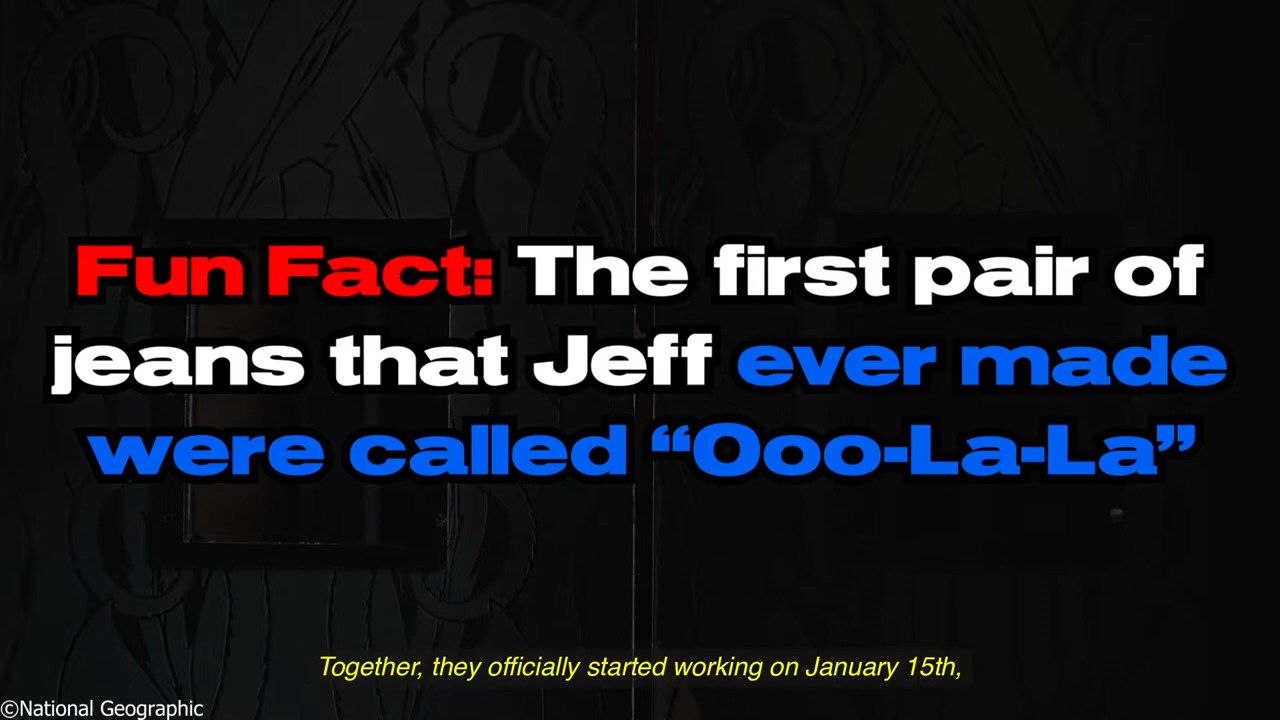 Fun Fact: The first pair of
jeans that Jeff ever made
were called “Ooo-La-La”
Together, they officially started working on January 15th,
©National Geographic